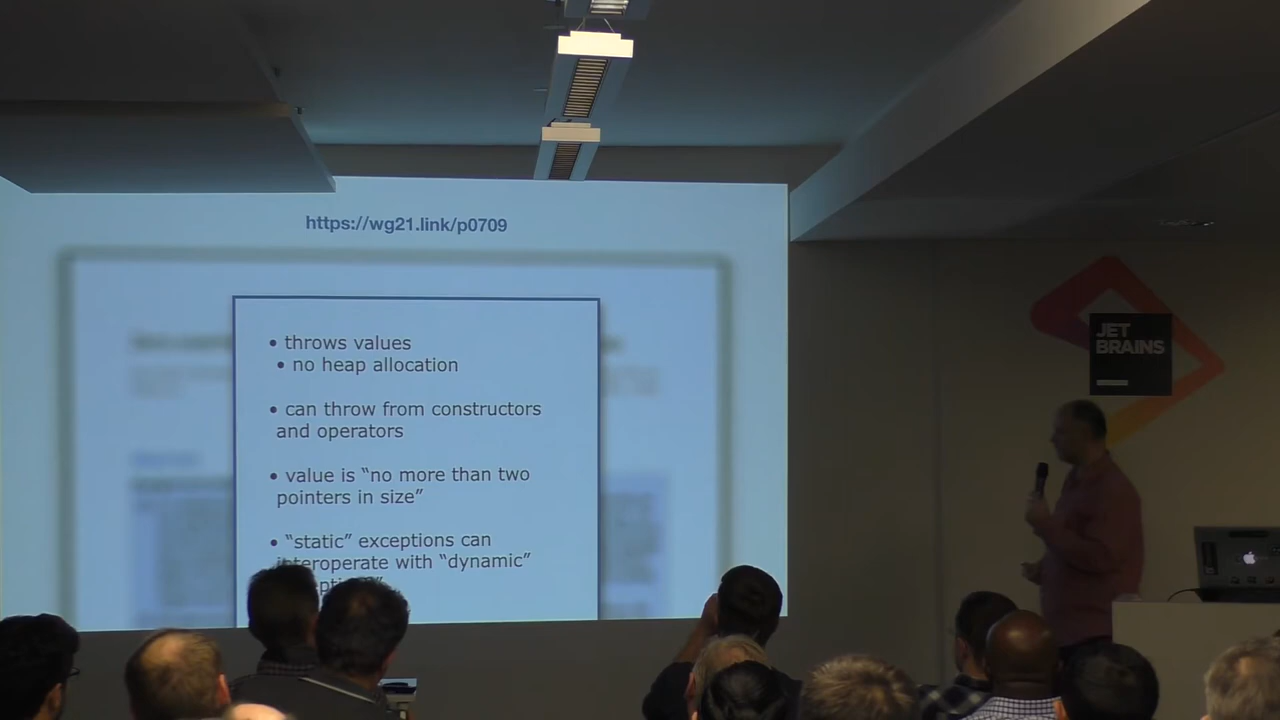 https://wg21.link/p0709
• throws values
• no heap allocation
• can throw from constructors
and operators
• value is “no more than two
pointers in size”
• “static” exceptions can
interoperate with “dynamic”
JET
BRAINS